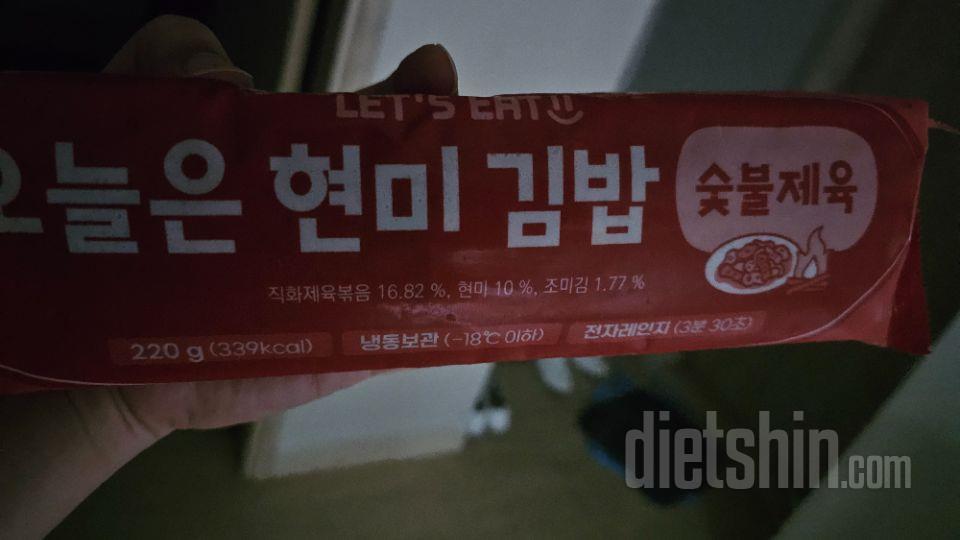 LET'S EAT
오늘은 현미 김밥
숯불제육
직화제육볶음 16.82 %, 현미 10 %, 조미김 1.77 %
220 g (339kcal)
냉동보관 (-18℃ 이하)
전자레인지 (3분 30초)
dietshin.com